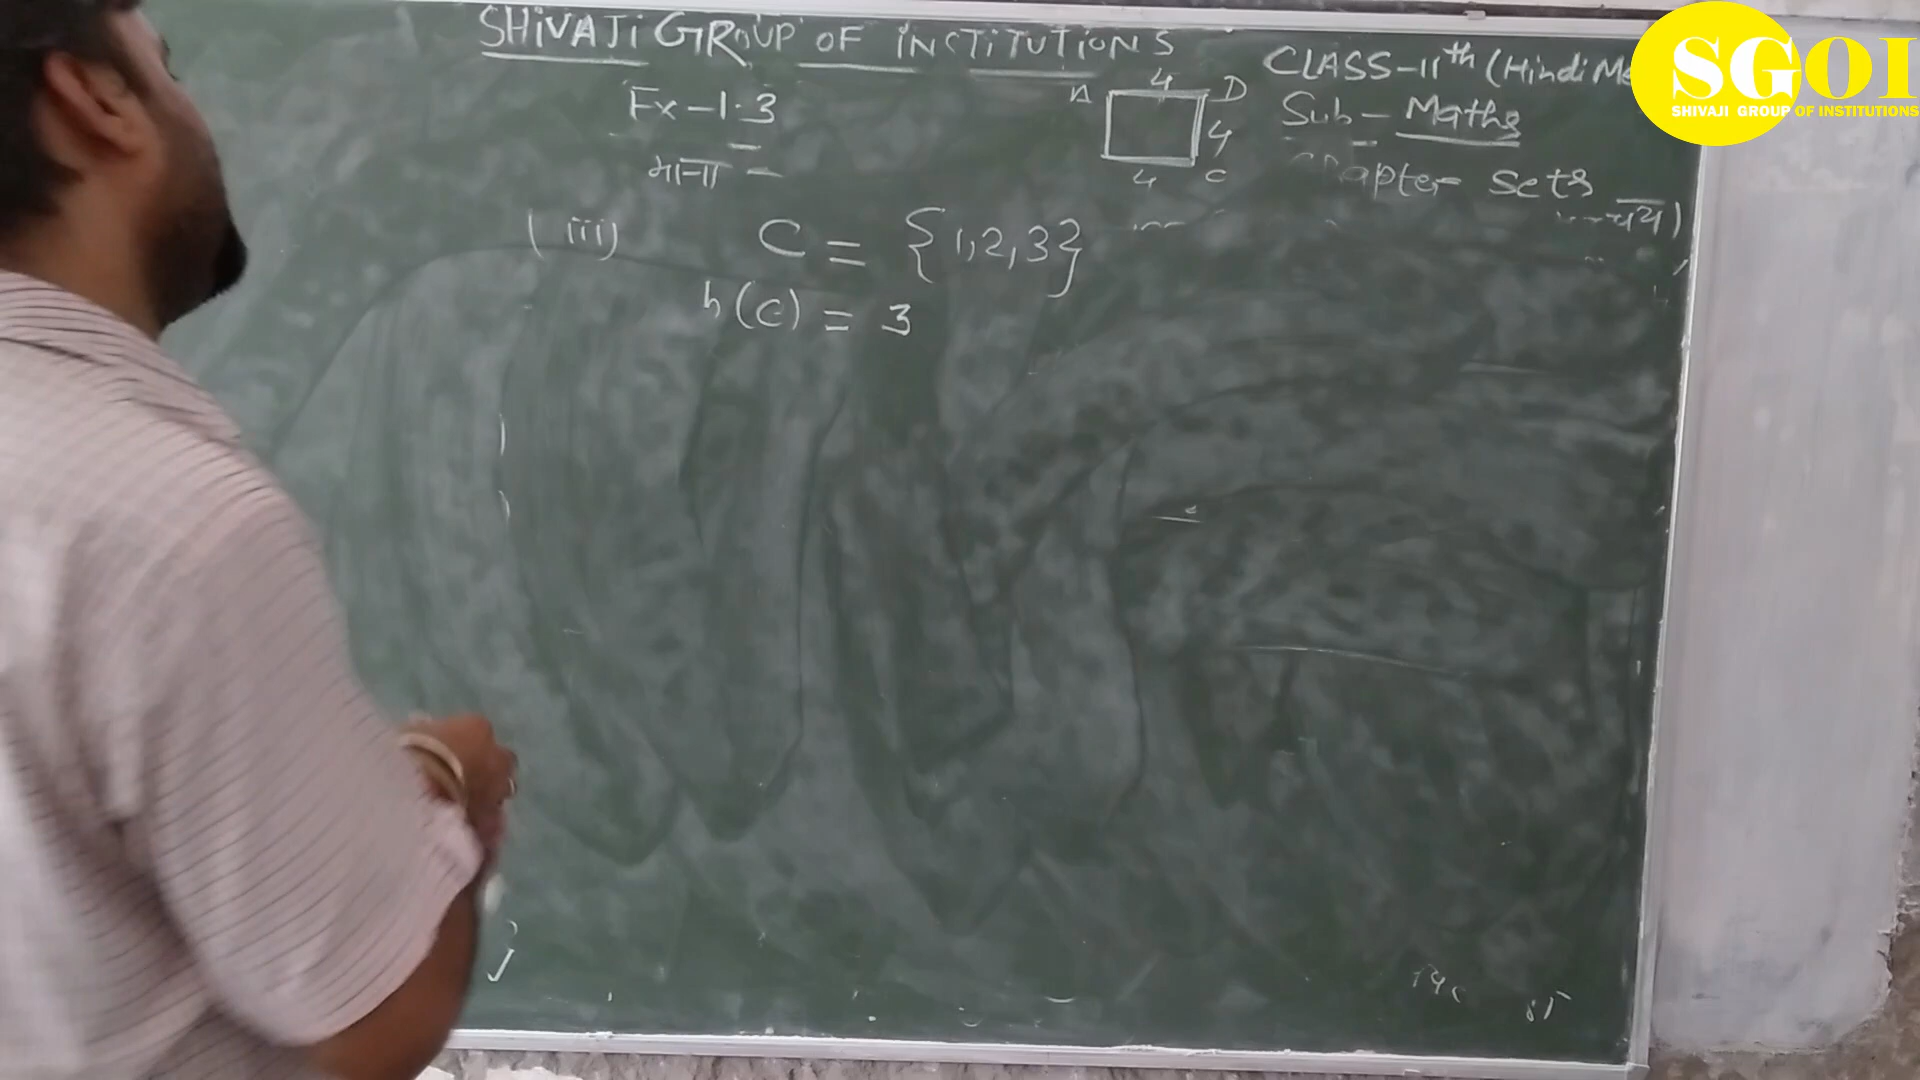 SHIVAJI GROUP OF INSTITUTIONS
CLASS-11th (Hindi
Ex-1.3
Sub- Maths
माना
Sets
A 4 D
4
4 C
(iii) C = {1,2,3}
n(C) = 3
SGOI
SHIVAJI GROUP OF INSTITUTIONS